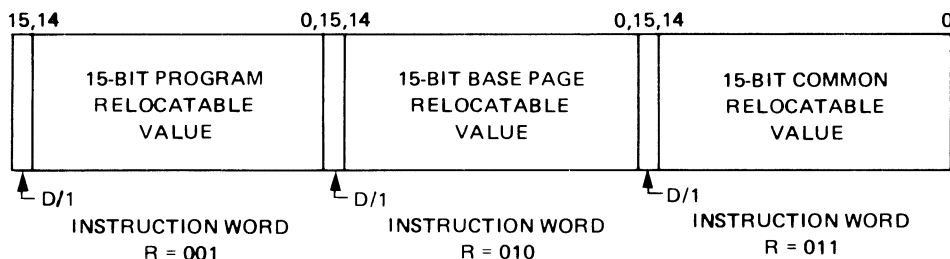 15,14 0,15,14 0,15,14 0
15-BIT PROGRAM
RELOCATABLE
VALUE
15-BIT BASE PAGE
RELOCATABLE
VALUE
15-BIT COMMON
RELOCATABLE
VALUE
D/1
D/1
D/1
INSTRUCTION WORD
R = 001
INSTRUCTION WORD
R = 010
INSTRUCTION WORD
R = 011